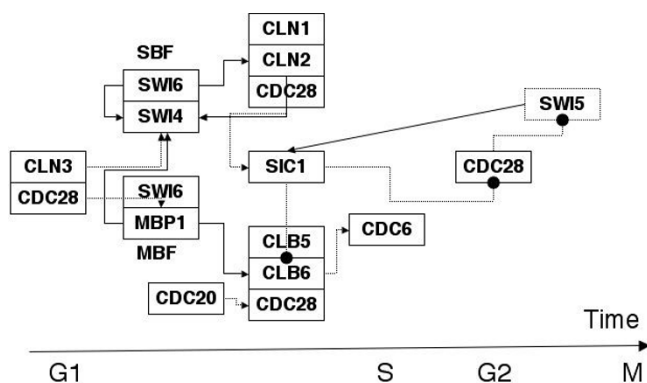 CLN1
SBF
CLN2
SWI6
CDC28
SWI4
SWI5
CLN3
SIC1
CDC28
CDC28
SWI6
MBP1
CDC6
CLB5
MBF
CLB6
CDC20
CDC28
Time
G1 S G2 M